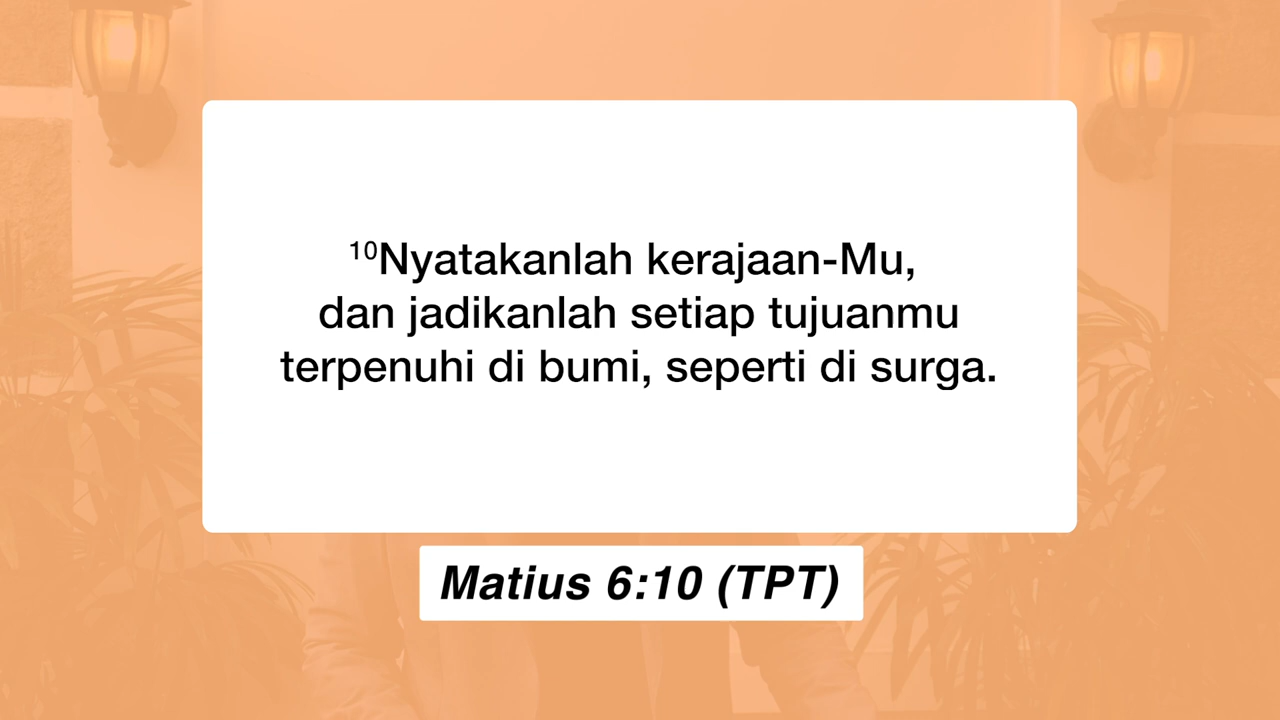 ¹⁰Nyatakanlah kerajaan-Mu,
dan jadikanlah setiap tujuanmu
terpenuhi di bumi, seperti di surga.
Matius 6:10 (TPT)